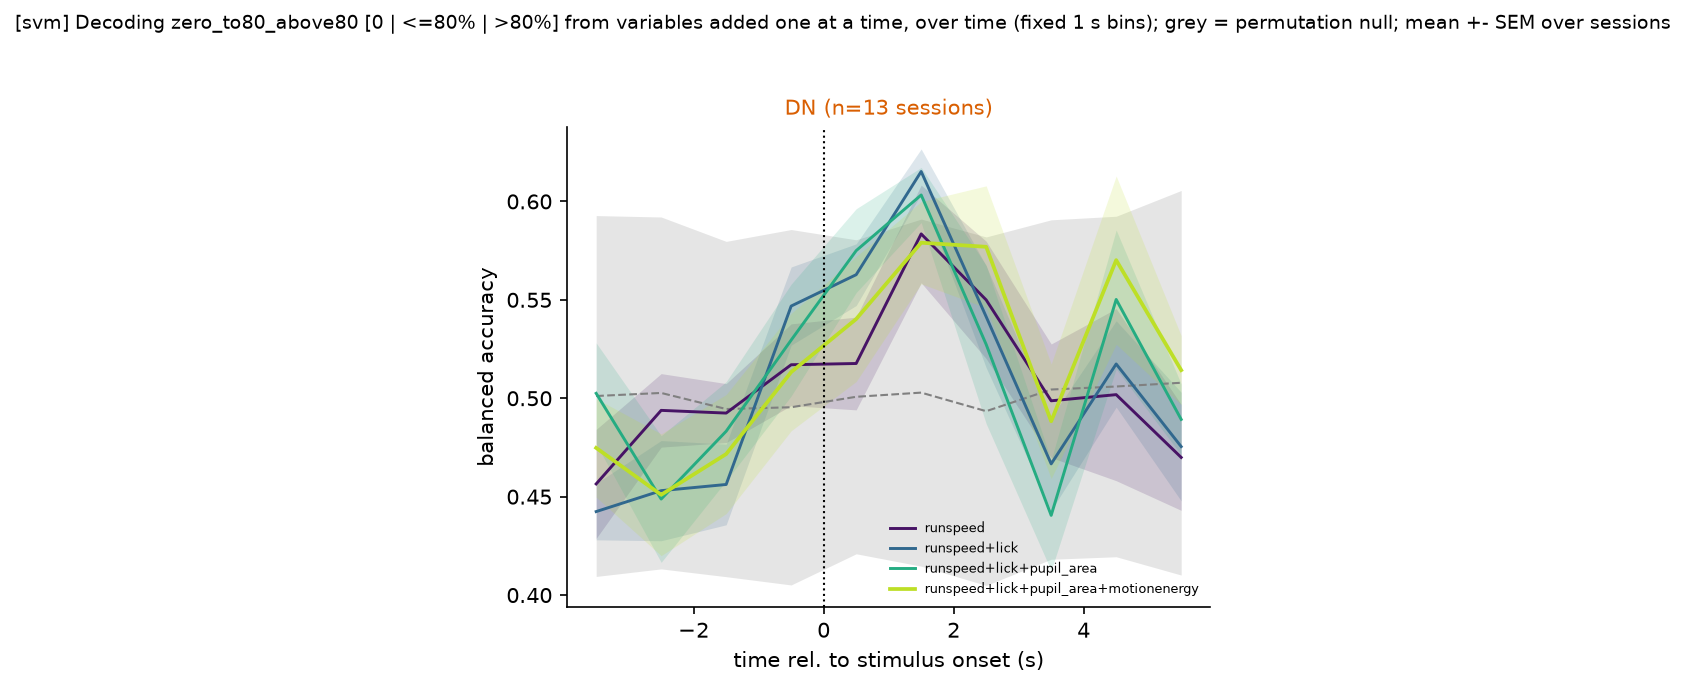 [svm] Decoding zero_to80_above80 [0 | <=80% | >80%] from variables added one at a time, over time (fixed 1 s bins); grey = permutation null; mean +- SEM over sessions
DN (n=13 sessions)
balanced accuracy
0.60
0.55
0.50
0.45
0.40
runspeed
runspeed+lick
runspeed+lick+pupil_area
runspeed+lick+pupil_area+motionenergy
−2 0 2 4
time rel. to stimulus onset (s)